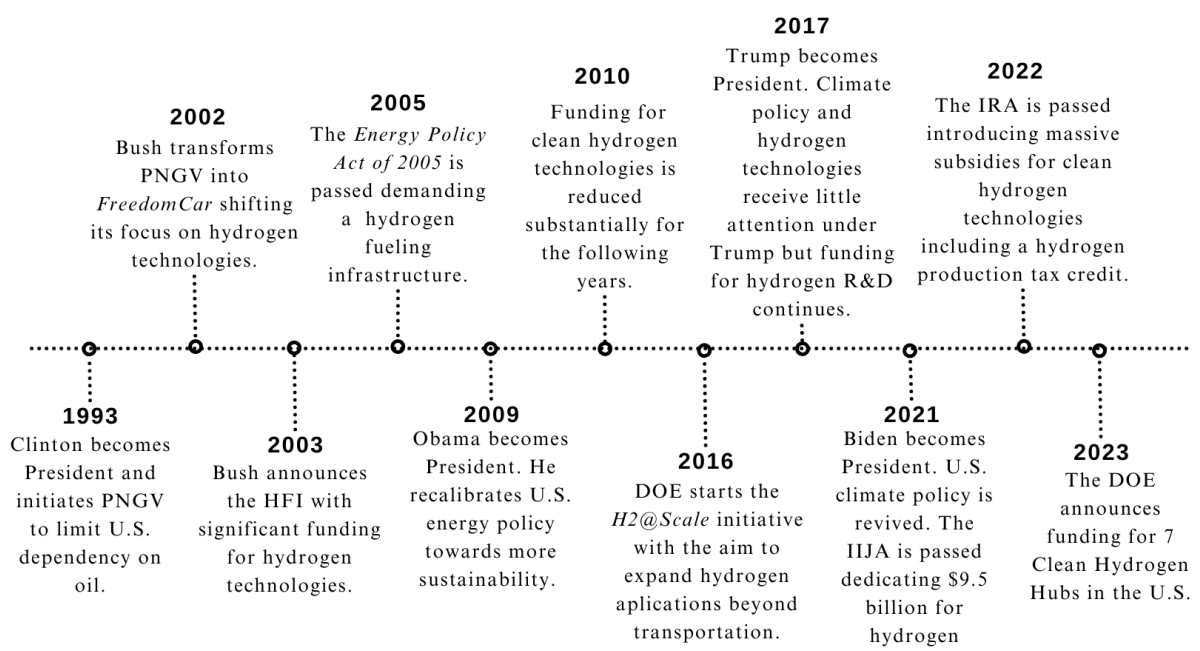 1993
Clinton becomes
President and
initiates PNGV
to limit U.S.
dependency on
oil.
2002
Bush transforms
PNGV into
FreedomCar shifting
its focus on hydrogen
technologies.
2003
Bush announces
the HFI with
significant funding
for hydrogen
technologies.
2005
The Energy Policy
Act of 2005 is
passed demanding
a hydrogen
fueling
infrastructure.
2009
Obama becomes
President. He
recalibrates U.S.
energy policy
towards more
sustainability.
2010
Funding for
clean hydrogen
technologies is
reduced
substantially for
the following
years.
2016
DOE starts the
H2@Scale initiative
with the aim to
expand hydrogen
aplications beyond
transportation.
2017
Trump becomes
President. Climate
policy and
hydrogen
technologies
receive little
attention under
Trump but funding
for hydrogen R&D
continues.
2021
Biden becomes
President. U.S.
climate policy is
revived. The
IIJA is passed
dedicating $9.5
billion for
hydrogen
2022
The IRA is passed
introducing massive
subsidies for clean
hydrogen
technologies
including a hydrogen
production tax credit.
2023
The DOE
announces
funding for 7
Clean Hydrogen
Hubs in the U.S.